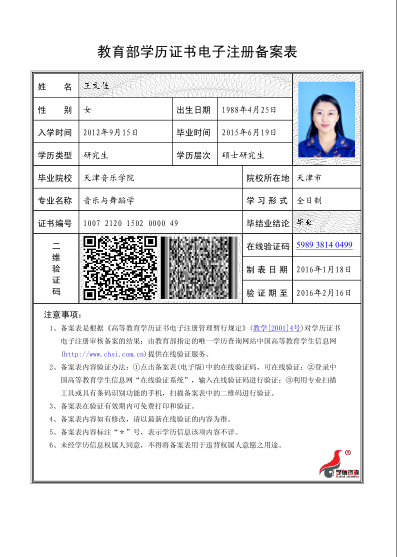 教育部学历证书电子注册备案表
姓 名
性 别 女 出生日期 1988年4月25日
入学时间 2012年9月15日 毕业时间 2015年6月19日
学历类型 研究生 学历层次 硕士研究生
毕业院校 天津音乐学院 院校所在地 天津市
专业名称 音乐与舞蹈学 学习形式 全日制
证书编号 1007 2120 1502 0000 49 毕结业结论 毕业
二维验证码 在线验证码 5989 3814 0499
制表日期 2016年1月18日
验证期至 2016年2月16日
注意事项：
1、备案表是根据《高等教育学历证书电子注册管理暂行规定》(教学[2001]4号)对学历证书
电子注册审核备案的结果；由教育部指定的唯一学历查询网站中国高等教育学生信息网
(http://www.chsi.com.cn)提供在线验证服务。
2、备案表内容验证办法：①点击备案表(电子版)中的在线验证码，可在线验证；②登录中
国高等教育学生信息网“在线验证系统”，输入在线验证码进行验证；③利用专业扫描
工具或具有条码识别功能的手机，扫描备案表中的二维码进行验证。
3、备案表在验证有效期内可免费打印和验证。
4、备案表内容如有修改，请以最新在线验证的内容为准。
5、备案表内容标注“＊”号，表示学历信息该项内容不详。
6、未经学历信息权属人同意，不得将备案表用于违背权属人意愿之用途。
学信咨询